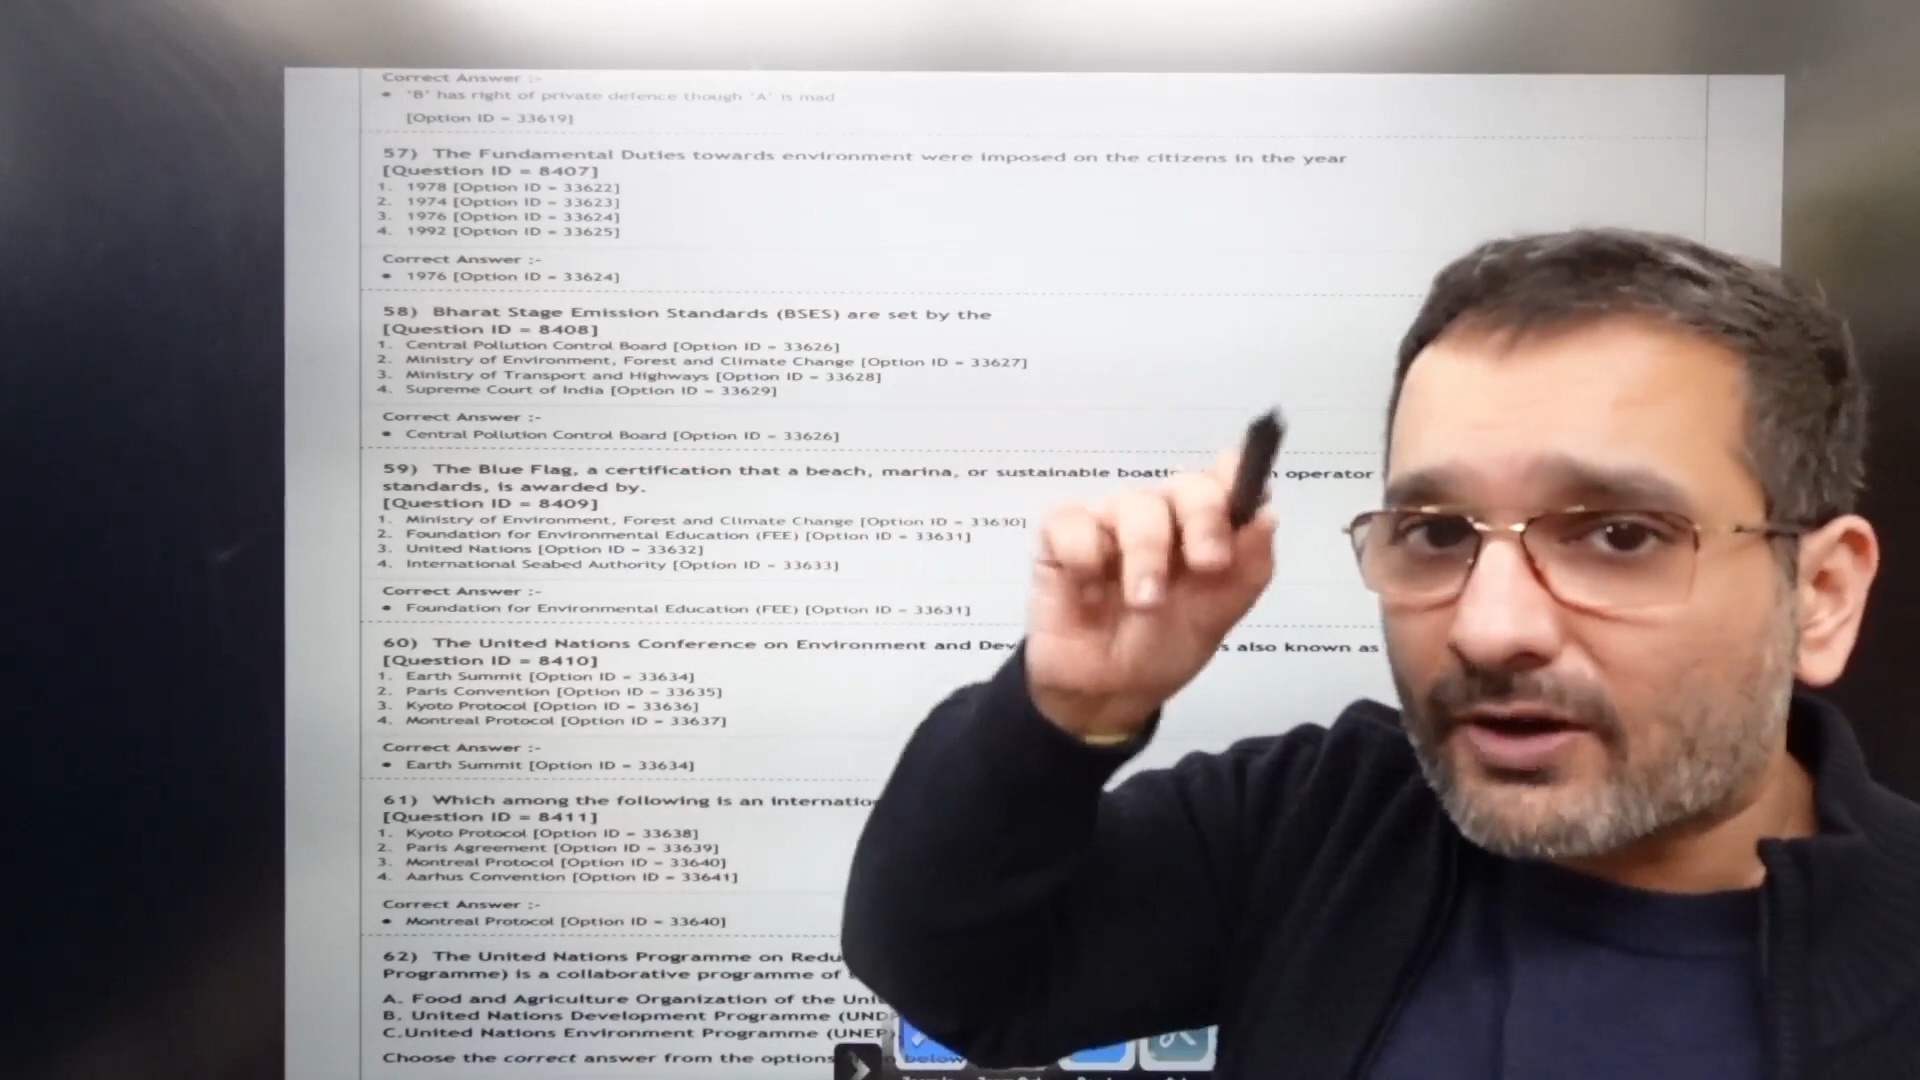 Correct Answer :-
• 'B' has right of private defence though 'A' is mad
[Option ID = 33619]
57) The Fundamental Duties towards environment were imposed on the citizens in the year
[Question ID = 8407]
1. 1978 [Option ID = 33622]
2. 1974 [Option ID = 33623]
3. 1976 [Option ID = 33624]
4. 1992 [Option ID = 33625]
Correct Answer :-
• 1976 [Option ID = 33624]
58) Bharat Stage Emission Standards (BSES) are set by the
[Question ID = 8408]
1. Central Pollution Control Board [Option ID = 33626]
2. Ministry of Environment, Forest and Climate Change [Option ID = 33627]
3. Ministry of Transport and Highways [Option ID = 33628]
4. Supreme Court of India [Option ID = 33629]
Correct Answer :-
• Central Pollution Control Board [Option ID = 33626]
59) The Blue Flag, a certification that a beach, marina, or sustainable operator
standards, is awarded by.
[Question ID = 8409]
1. Ministry of Environment, Forest and Climate Change [Option ID = 33630]
2. Foundation for Environmental Education (FEE) [Option ID = 33631]
3. United Nations [Option ID = 33632]
4. International Seabed Authority [Option ID = 33633]
Correct Answer :-
• Foundation for Environmental Education (FEE) [Option ID = 33631]
60) The United Nations Conference on Environment and also known as
[Question ID = 8410]
1. Earth Summit [Option ID = 33634]
2. Paris Convention [Option ID = 33635]
3. Kyoto Protocol [Option ID = 33636]
4. Montreal Protocol [Option ID = 33637]
Correct Answer :-
• Earth Summit [Option ID = 33634]
61) Which among the following is an
[Question ID = 8411]
1. Kyoto Protocol [Option ID = 33638]
2. Paris Agreement [Option ID = 33639]
3. Montreal Protocol [Option ID = 33640]
4. Aarhus Convention [Option ID = 33641]
Correct Answer :-
• Montreal Protocol [Option ID = 33640]
62) The United Nations Programme on
Programme) is a collaborative programme of
A. Food and Agriculture Organization of the
B. United Nations Development Programme
C.United Nations Environment Programme (UNEP)
Choose the correct answer from the options below